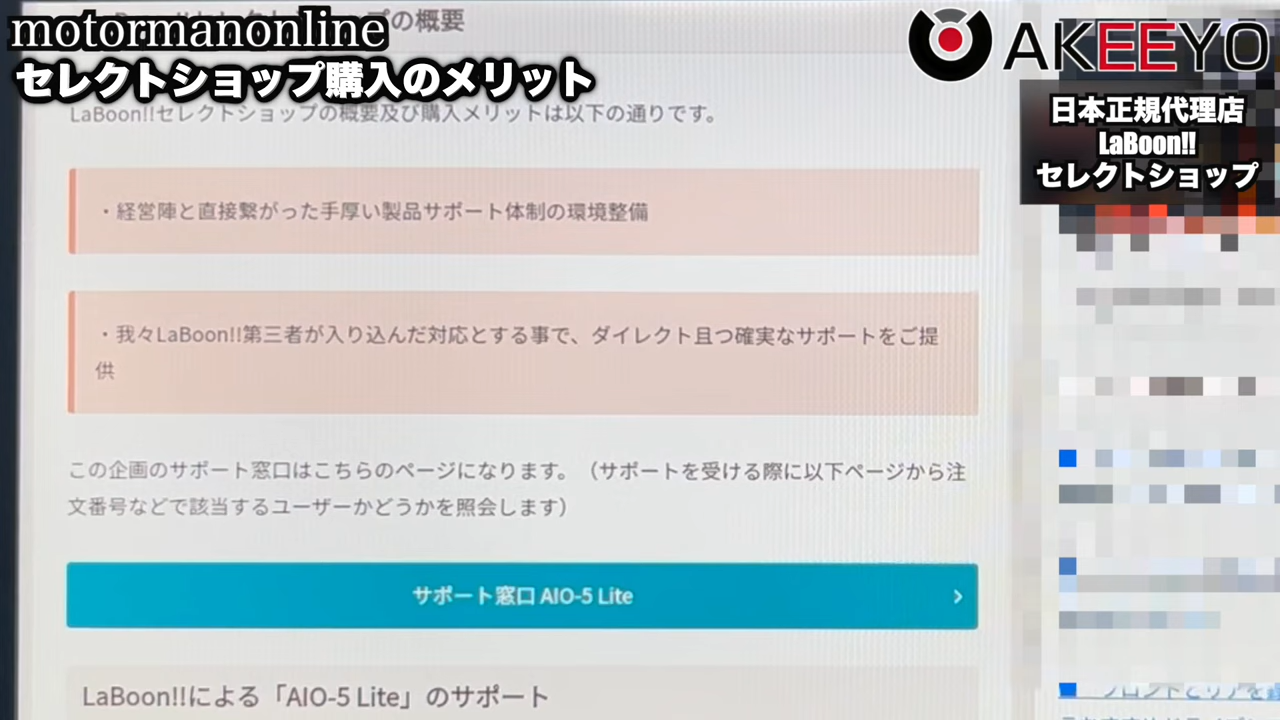 motormanonline
セレクトショップ購入のメリット
の概要
AKEEYO
日本正規代理店
LaBoon!!
セレクトショップ
LaBoon!!セレクトショップの概要及び購入メリットは以下の通りです。
・経営陣と直接繋がった手厚い製品サポート体制の環境整備
・我々LaBoon!!第三者が入り込んだ対応とする事で、ダイレクト且つ確実なサポートをご提
供
この企画のサポート窓口はこちらのページになります。（サポートを受ける際に以下ページから注
文番号などで該当するユーザーかどうかを照会します）
サポート窓口 AIO-5 Lite
LaBoon!!による「AIO-5 Lite」のサポート
フロントとリアを